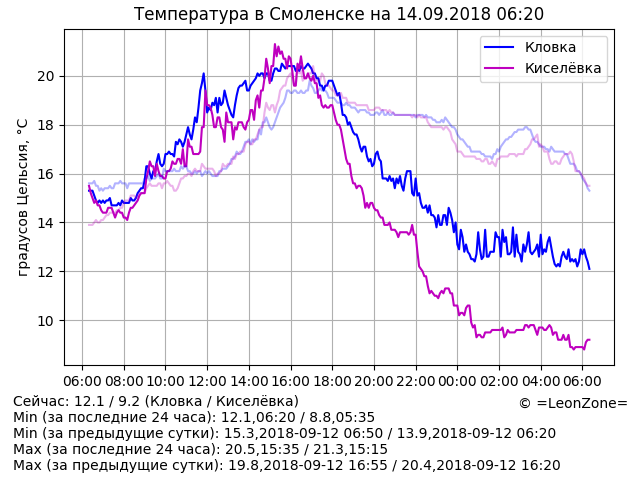 Температура в Смоленске на 14.09.2018 06:20
Кловка
Киселёвка
градусов Цельсия, °C
20
18
16
14
12
10
06:00 08:00 10:00 12:00 14:00 16:00 18:00 20:00 22:00 00:00 02:00 04:00 06:00
Сейчас: 12.1 / 9.2 (Кловка / Киселёвка)
© =LeonZone=
Min (за последние 24 часа): 12.1,06:20 / 8.8,05:35
Min (за предыдущие сутки): 15.3,2018-09-12 06:50 / 13.9,2018-09-12 06:20
Max (за последние 24 часа): 20.5,15:35 / 21.3,15:15
Max (за предыдущие сутки): 19.8,2018-09-12 16:55 / 20.4,2018-09-12 16:20